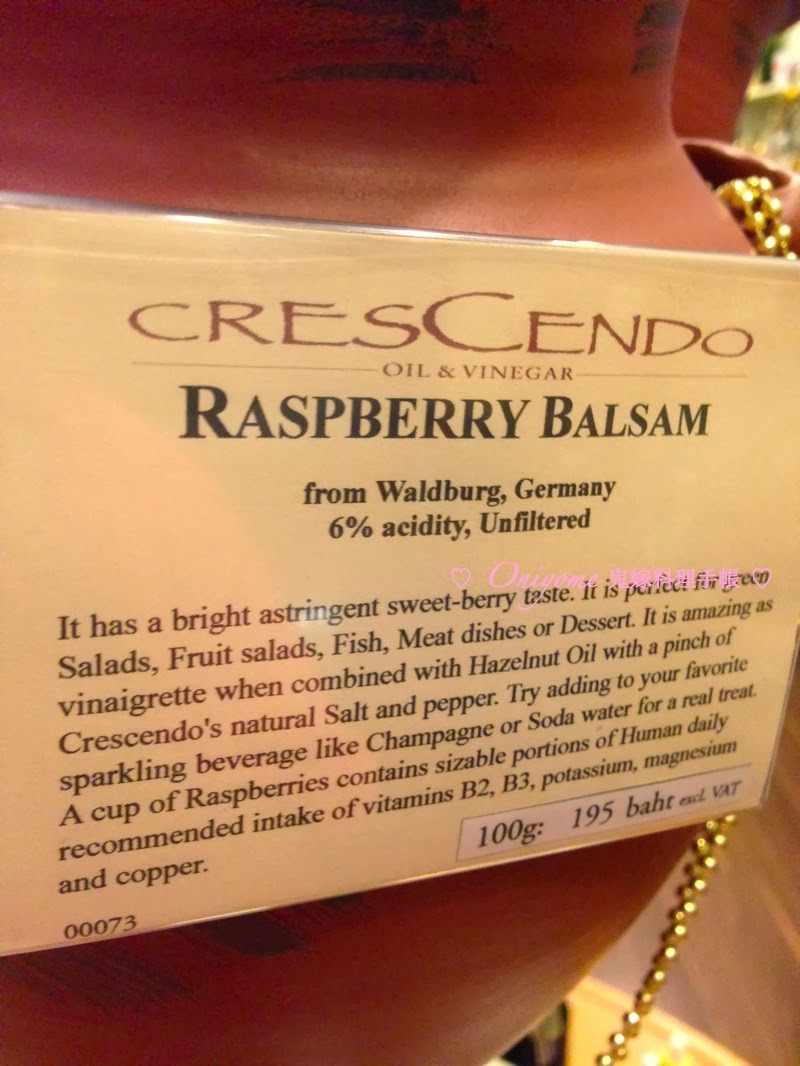 CRESCENDO
OIL & VINEGAR
RASPBERRY BALSAM
from Waldburg, Germany
6% acidity, Unfiltered
♡ Oniyome 鬼嫁料理手帳 ♡
It has a bright astringent sweet-berry taste. It is perfect for green
Salads, Fruit salads, Fish, Meat dishes or Dessert. It is amazing as
vinaigrette when combined with Hazelnut Oil with a pinch of
Crescendo's natural Salt and pepper. Try adding to your favorite
sparkling beverage like Champagne or Soda water for a real treat.
A cup of Raspberries contains sizable portions of Human daily
recommended intake of vitamins B2, B3, potassium, magnesium
and copper.
100g: 195 baht excl. VAT
00073